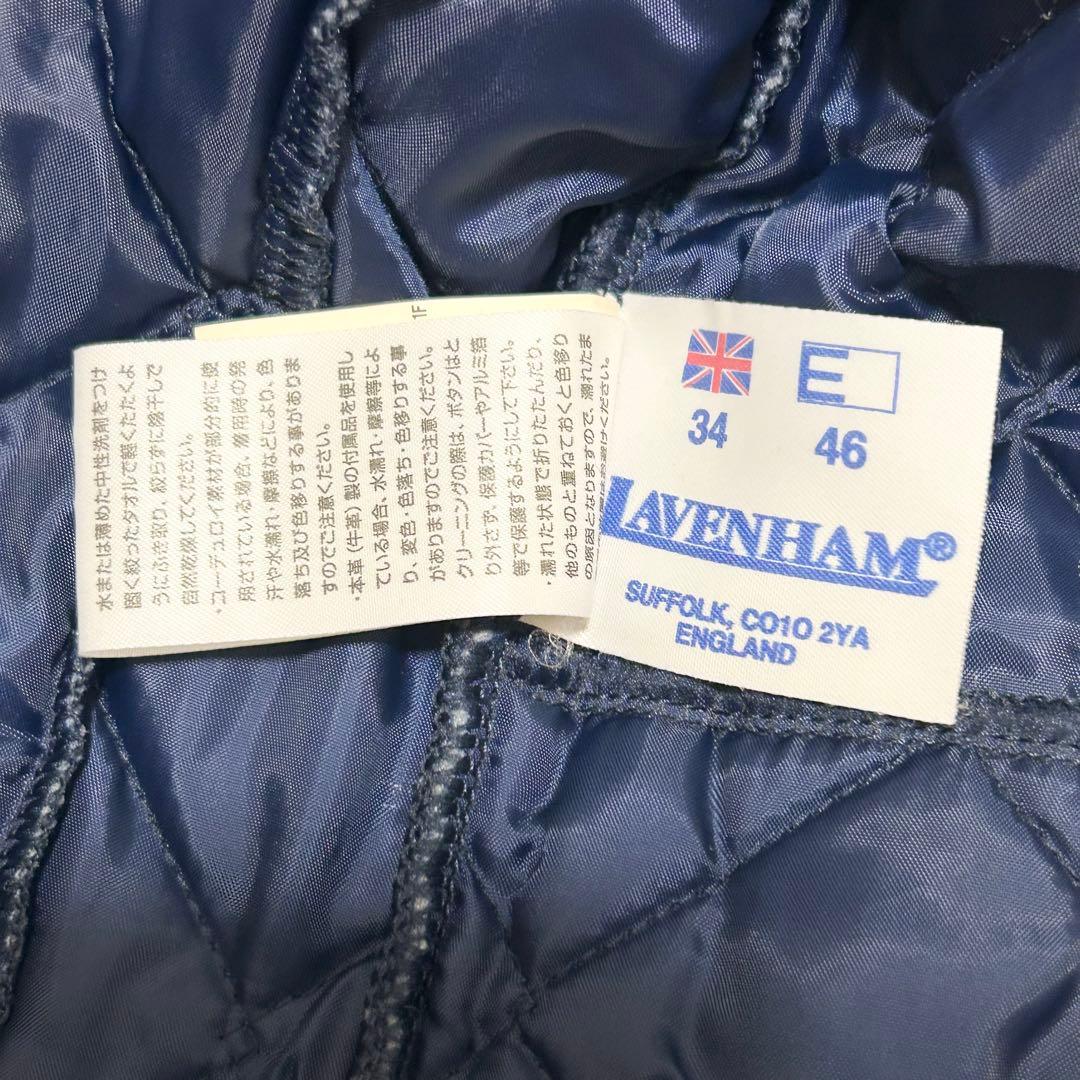 水または薄めた中性洗剤をつけ
固く絞ったタオルで軽くたたくよ
うにふき取り、絞らずに陰干しで
自然乾燥してください。
・コーデュロイ素材が部分的に使
用されている場合、着用時の発
汗や水濡れ・摩擦などにより、色
落ち及び色移りする事がありま
すのでご注意ください。
・本革（牛革）製の付属品を使用し
ている場合、水濡れ・摩擦等によ
り、変色・色落ち・色移りする事
がありますのでご注意ください。
クリーニングの際は、ボタンはと
り外さず、保護カバーやアルミ箔
等で保護するようにして下さい。
・濡れた状態で折りたたんだり、
他のものと重ねておくと色移り
の原因となりますので、濡れたま
1F
34
E
46
LAVENHAM®
SUFFOLK, CO10 2YA
ENGLAND